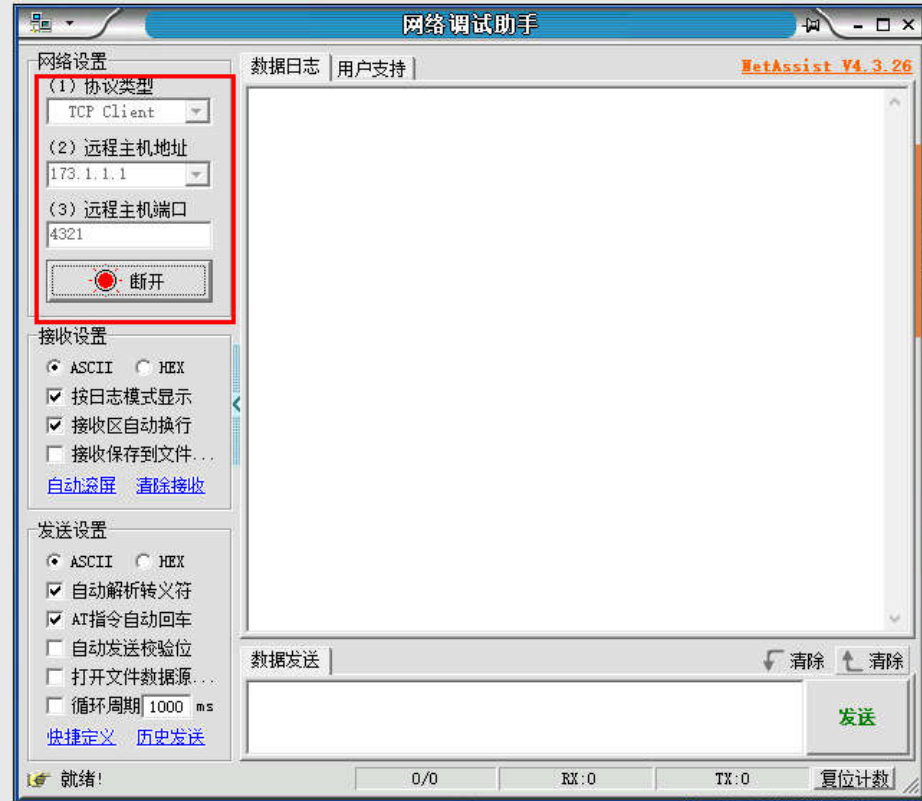 网络调试助手
网络设置
(1) 协议类型
TCP Client
(2) 远程主机地址
173.1.1.1
(3) 远程主机端口
4321
断开
接收设置
ASCII HEX
按日志模式显示
接收区自动换行
接收保存到文件...
自动滚屏 清除接收
发送设置
ASCII HEX
自动解析转义符
AT指令自动回车
自动发送校验位
打开文件数据源...
循环周期 1000 ms
快捷定义 历史发送
数据日志 用户支持 NetAssist V4.3.26
数据发送 清除 清除
发送
就绪! 0/0 RX:0 TX:0 复位计数